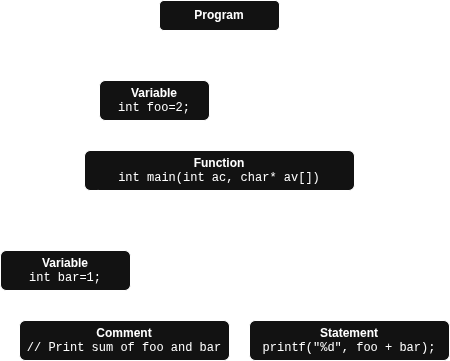 Program
Variable
int foo=2;
Function
int main(int ac, char* av[])
Variable
int bar=1;
Comment
// Print sum of foo and bar
Statement
printf("%d", foo + bar);